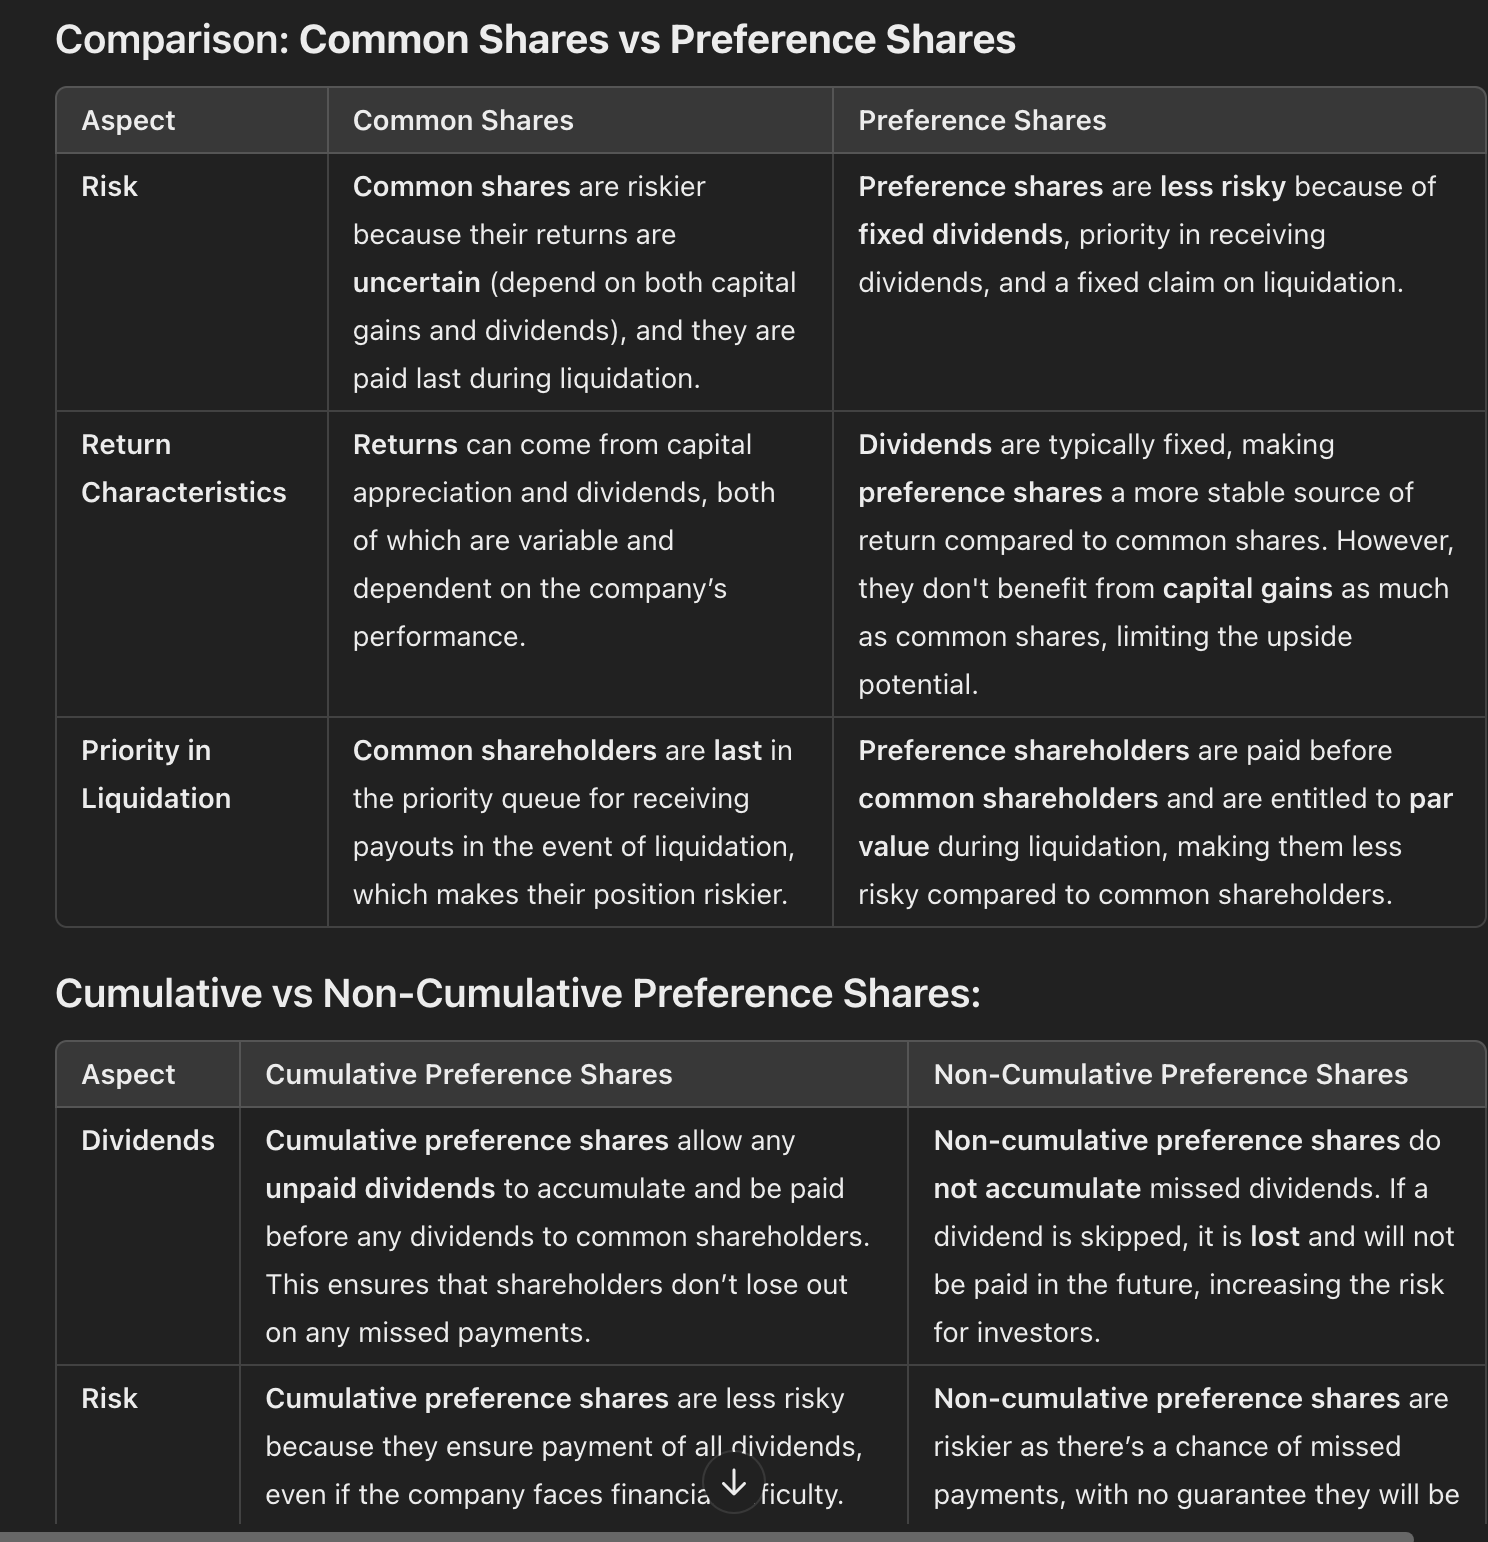 Comparison: Common Shares vs Preference Shares
Aspect
Common Shares
Preference Shares
Risk
Common shares are riskier
because their returns are
uncertain (depend on both capital
gains and dividends), and they are
paid last during liquidation.
Preference shares are less risky because of
fixed dividends, priority in receiving
dividends, and a fixed claim on liquidation.
Return
Characteristics
Returns can come from capital
appreciation and dividends, both
of which are variable and
dependent on the company’s
performance.
Dividends are typically fixed, making
preference shares a more stable source of
return compared to common shares. However,
they don't benefit from capital gains as much
as common shares, limiting the upside
potential.
Priority in
Liquidation
Common shareholders are last in
the priority queue for receiving
payouts in the event of liquidation,
which makes their position riskier.
Preference shareholders are paid before
common shareholders and are entitled to par
value during liquidation, making them less
risky compared to common shareholders.
Cumulative vs Non-Cumulative Preference Shares:
Aspect
Cumulative Preference Shares
Non-Cumulative Preference Shares
Dividends
Cumulative preference shares allow any
unpaid dividends to accumulate and be paid
before any dividends to common shareholders.
This ensures that shareholders don’t lose out
on any missed payments.
Non-cumulative preference shares do
not accumulate missed dividends. If a
dividend is skipped, it is lost and will not
be paid in the future, increasing the risk
for investors.
Risk
Cumulative preference shares are less risky
because they ensure payment of all dividends,
even if the company faces
Non-cumulative preference shares are
riskier as there’s a chance of missed
payments, with no guarantee they will be